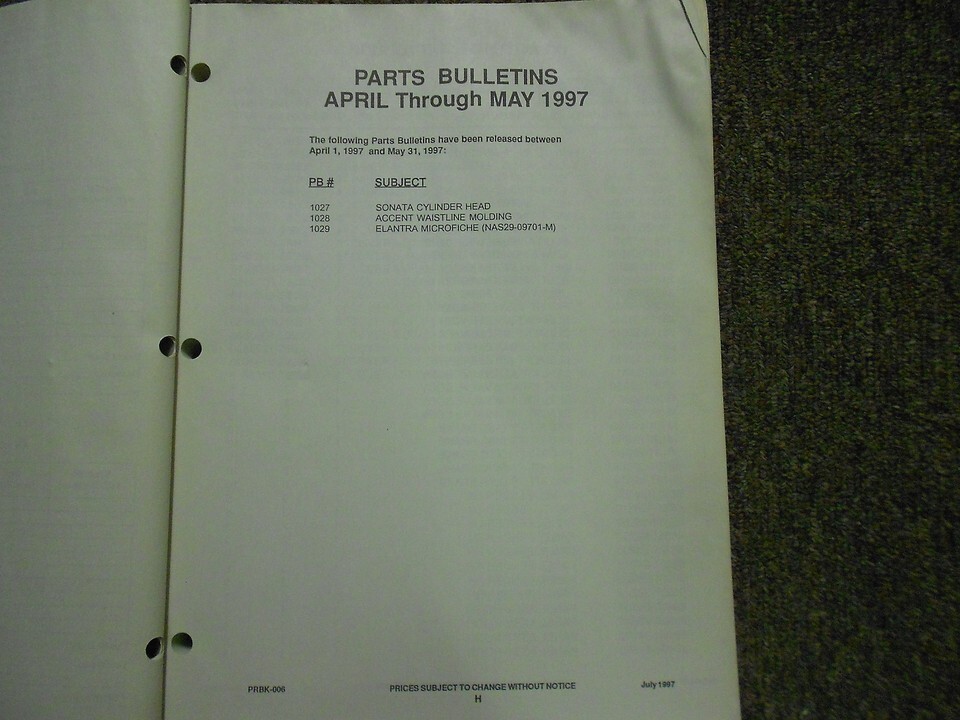 PARTS BULLETINS
APRIL Through MAY 1997
The following Parts Bulletins have been released between
April 1, 1997 and May 31, 1997:
PB # SUBJECT
1027 SONATA CYLINDER HEAD
1028 ACCENT WAISTLINE MOLDING
1029 ELANTRA MICROFICHE (NAS29-09701-M)
PRBK-006 PRICES SUBJECT TO CHANGE WITHOUT NOTICE July 1997
H